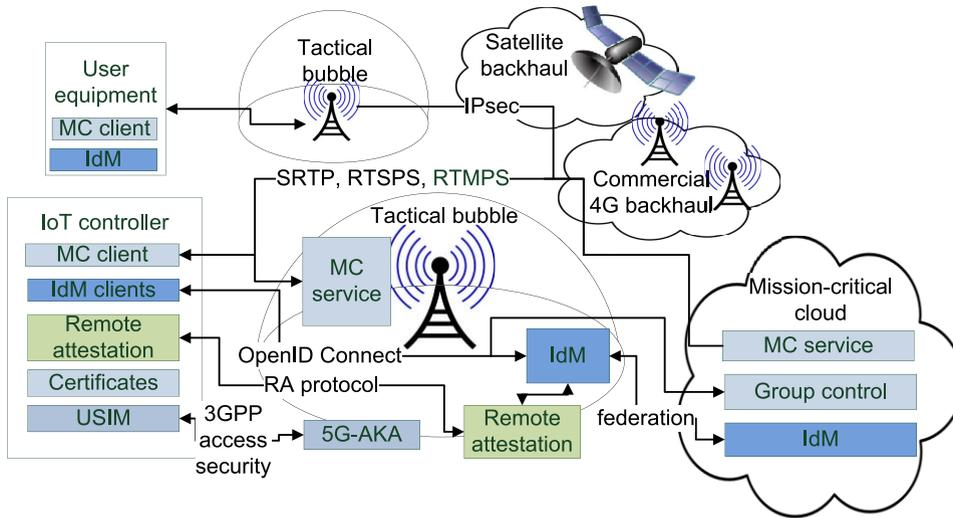 User
equipment
MC client
IdM
Tactical
bubble
Satellite
backhaul
IPsec
Commercial
4G backhaul
SRTP, RTSPS, RTMPS
IoT controller
MC client
IdM clients
Remote
attestation
Certificates
USIM
Tactical bubble
MC
service
OpenID Connect
RA protocol
3GPP
access
security
5G-AKA
IdM
Remote
attestation
federation
Mission-critical
cloud
MC service
Group control
IdM